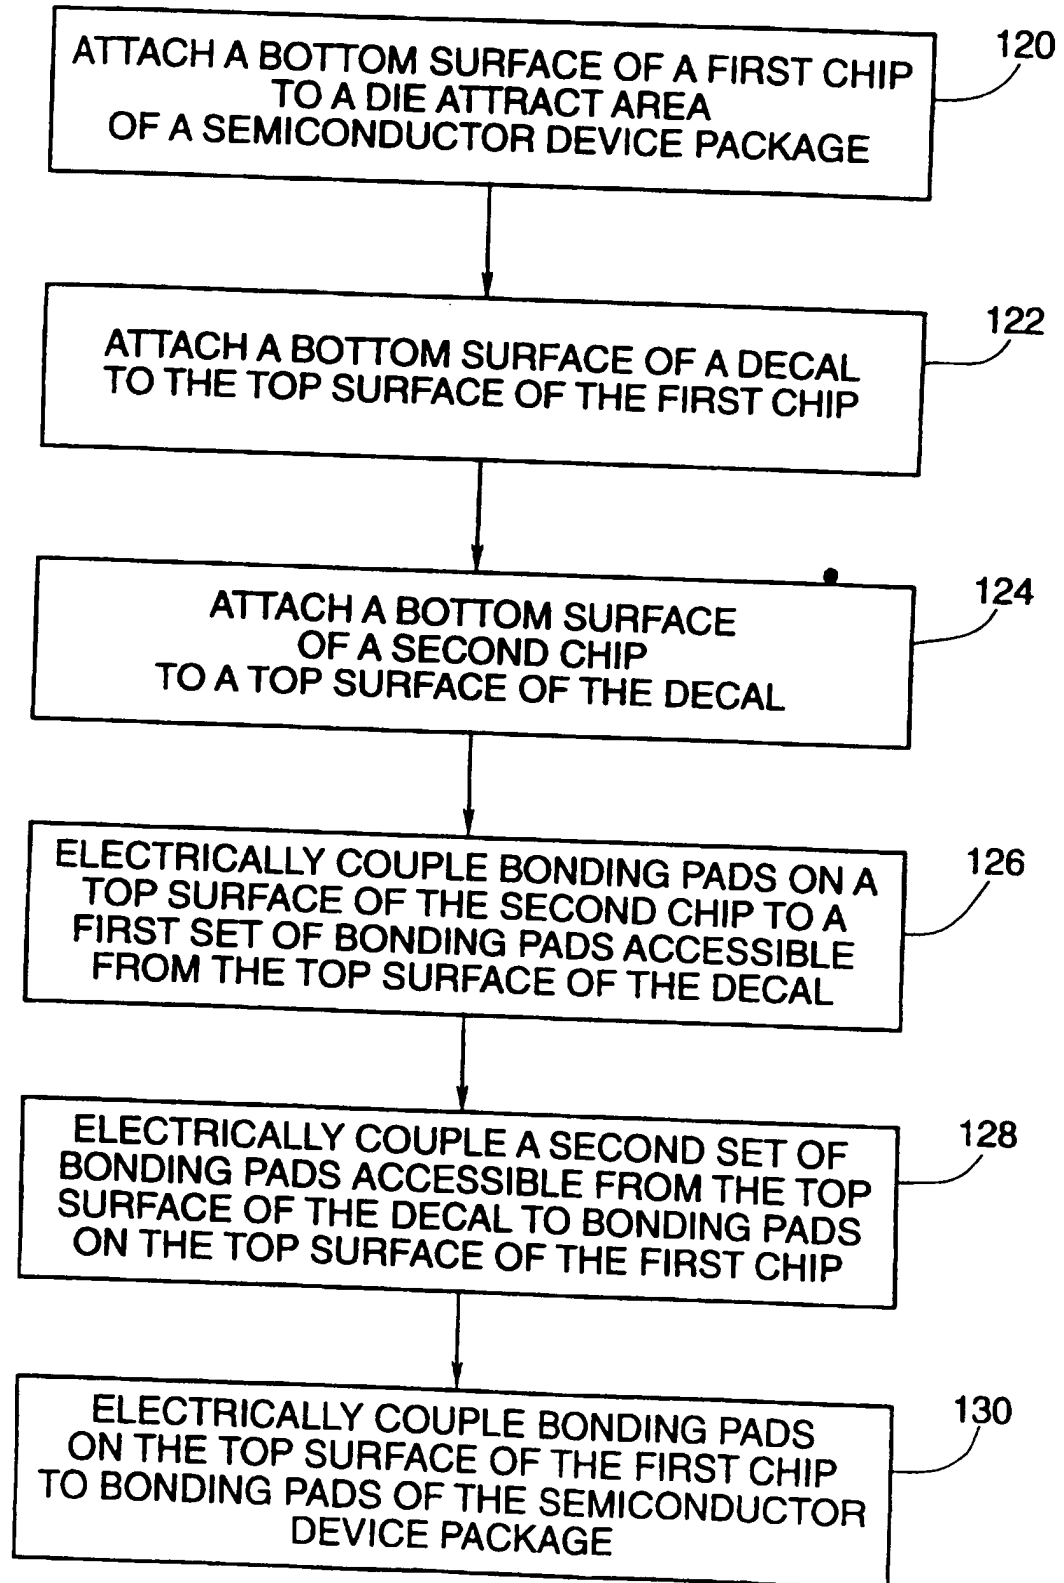 ATTACH A BOTTOM SURFACE OF A FIRST CHIP
TO A DIE ATTRACT AREA
OF A SEMICONDUCTOR DEVICE PACKAGE
120
ATTACH A BOTTOM SURFACE OF A DECAL
TO THE TOP SURFACE OF THE FIRST CHIP
122
ATTACH A BOTTOM SURFACE
OF A SECOND CHIP
TO A TOP SURFACE OF THE DECAL
124
ELECTRICALLY COUPLE BONDING PADS ON A
TOP SURFACE OF THE SECOND CHIP TO A
FIRST SET OF BONDING PADS ACCESSIBLE
FROM THE TOP SURFACE OF THE DECAL
126
ELECTRICALLY COUPLE A SECOND SET OF
BONDING PADS ACCESSIBLE FROM THE TOP
SURFACE OF THE DECAL TO BONDING PADS
ON THE TOP SURFACE OF THE FIRST CHIP
128
ELECTRICALLY COUPLE BONDING PADS
ON THE TOP SURFACE OF THE FIRST CHIP
TO BONDING PADS OF THE SEMICONDUCTOR
DEVICE PACKAGE
130